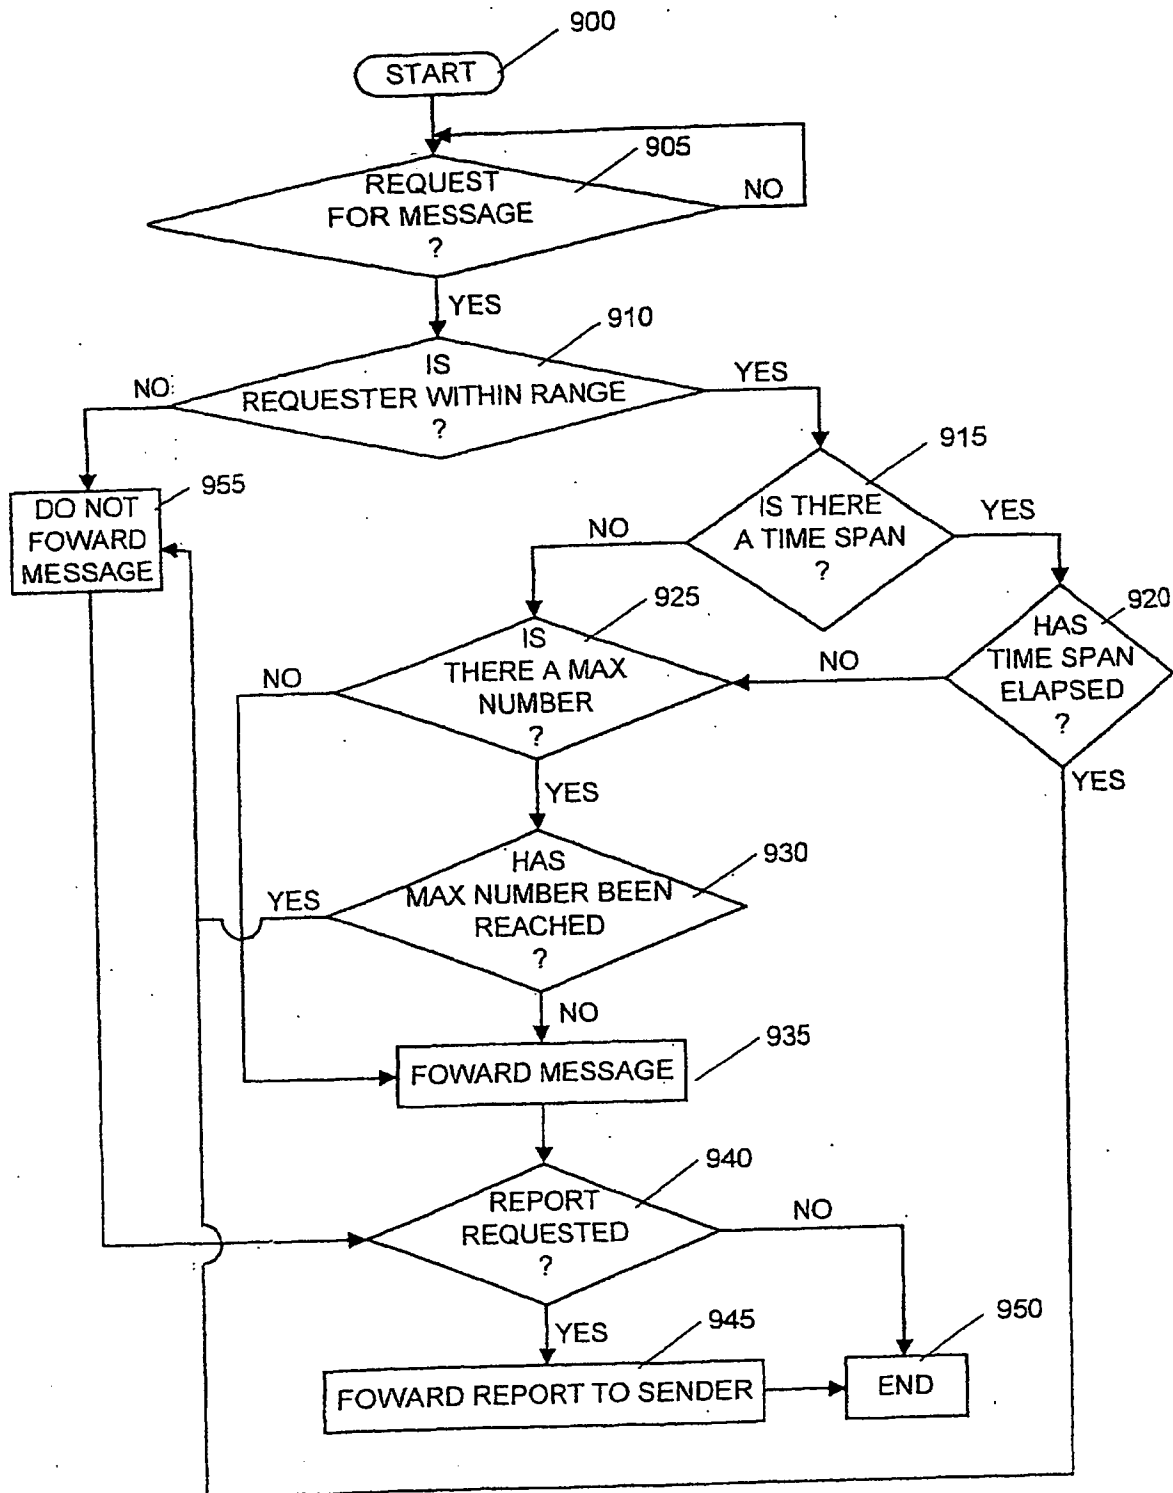 900
START
905
REQUEST
FOR MESSAGE
?
NO
YES
910
IS
REQUESTER WITHIN RANGE
?
NO
YES
915
955
DO NOT
FOWARD
MESSAGE
IS THERE
A TIME SPAN
?
NO
YES
925
920
IS
THERE A MAX
NUMBER
?
NO
HAS
TIME SPAN
ELAPSED
?
NO
YES
YES
930
HAS
MAX NUMBER BEEN
REACHED
?
YES
NO
935
FOWARD MESSAGE
940
REPORT
REQUESTED
?
NO
YES
945
950
FOWARD REPORT TO SENDER
END